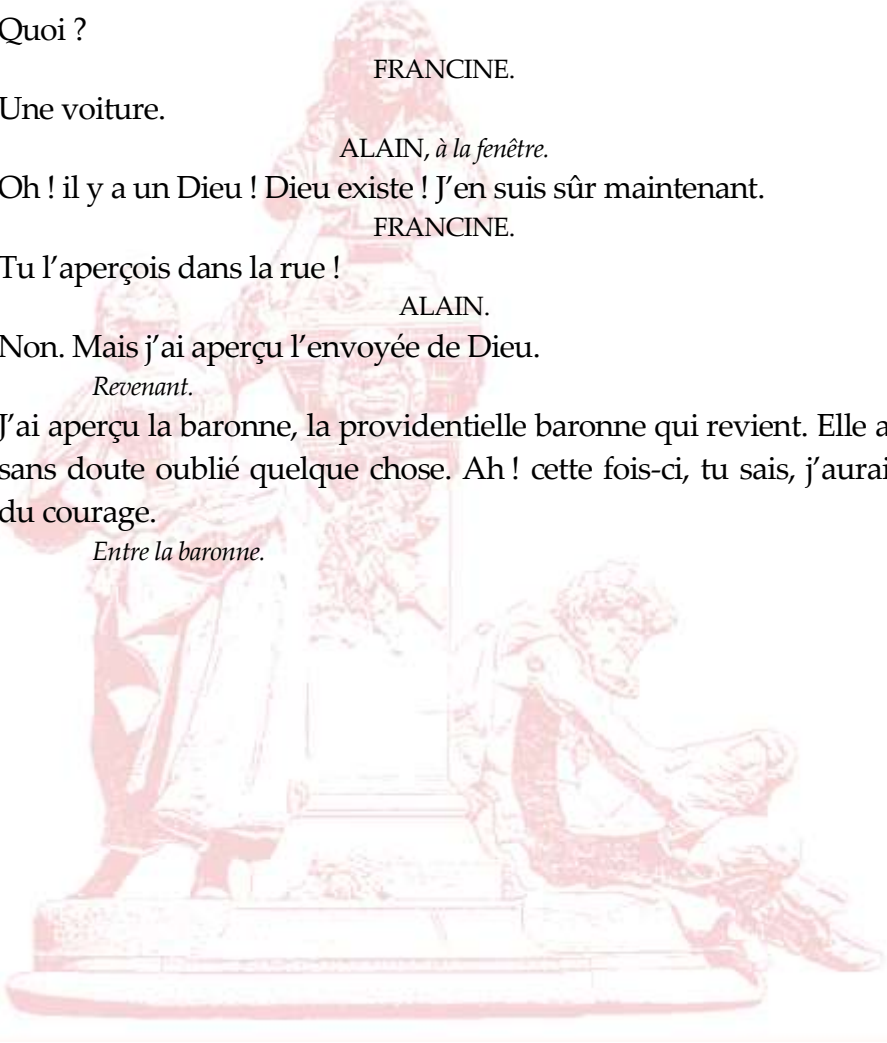 Quoi ?
FRANCINE.
Une voiture.
ALAIN, à la fenêtre.
Oh ! il y a un Dieu ! Dieu existe ! J’en suis sûr maintenant.
FRANCINE.
Tu l’aperçois dans la rue !
ALAIN.
Non. Mais j’ai aperçu l’envoyée de Dieu.
Revenant.
J’ai aperçu la baronne, la providentielle baronne qui revient. Elle a
sans doute oublié quelque chose. Ah ! cette fois-ci, tu sais, j’aurai
du courage.
Entre la baronne.